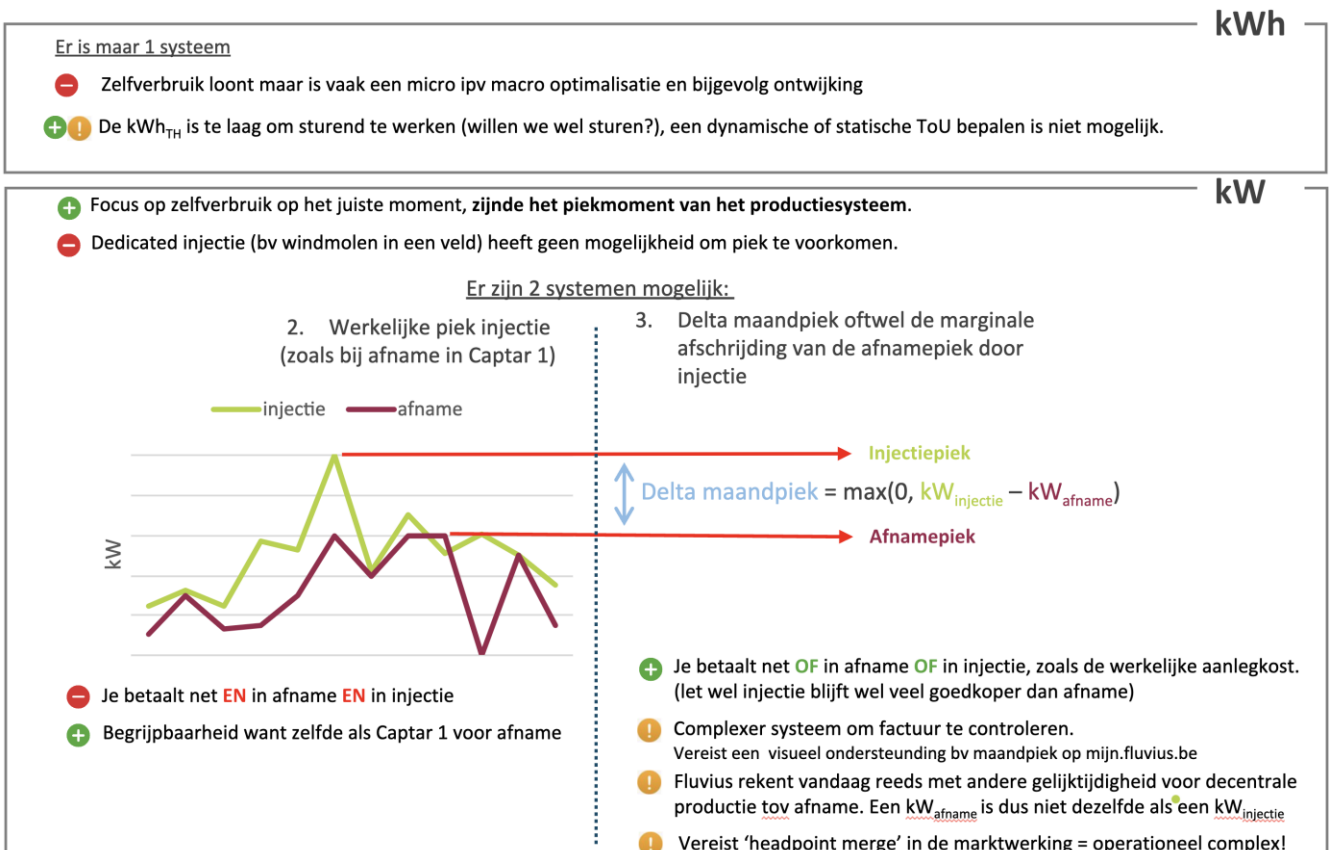 kWh
Er is maar 1 systeem
Zelfverbruik loont maar is vaak een micro ipv macro optimalisatie en bijgevolg ontwijking
De kWhTH is te laag om sturend te werken (willen we wel sturen?), een dynamische of statische ToU bepalen is niet mogelijk.
kW
Focus op zelfverbruik op het juiste moment, zijnde het piekmoment van het productiesysteem.
Dedicated injectie (bv windmolen in een veld) heeft geen mogelijkheid om piek te voorkomen.
Er zijn 2 systemen mogelijk:
2. Werkelijke piek injectie
(zoals bij afname in Captar 1)
injectie afname
kW
Je betaalt net EN in afname EN in injectie
Begrijpbaarheid want zelfde als Captar 1 voor afname
3. Delta maandpiek oftwel de marginale
afschrijding van de afnamepiek door
injectie
Injectiepiek
Delta maandpiek = max(0, kWinjectie – kWafname)
Afnamepiek
Je betaalt net OF in afname OF in injectie, zoals de werkelijke aanlegkost.
(let wel injectie blijft wel veel goedkoper dan afname)
Complexer systeem om factuur te controleren.
Vereist een visueel ondersteunding bv maandpiek op mijn.fluvius.be
Fluvius rekent vandaag reeds met andere gelijktijdigheid voor decentrale
productie tov afname. Een kWafname is dus niet dezelfde als een kWinjectie
Vereist 'headpoint merge' in de marktwerking = operationeel complex!